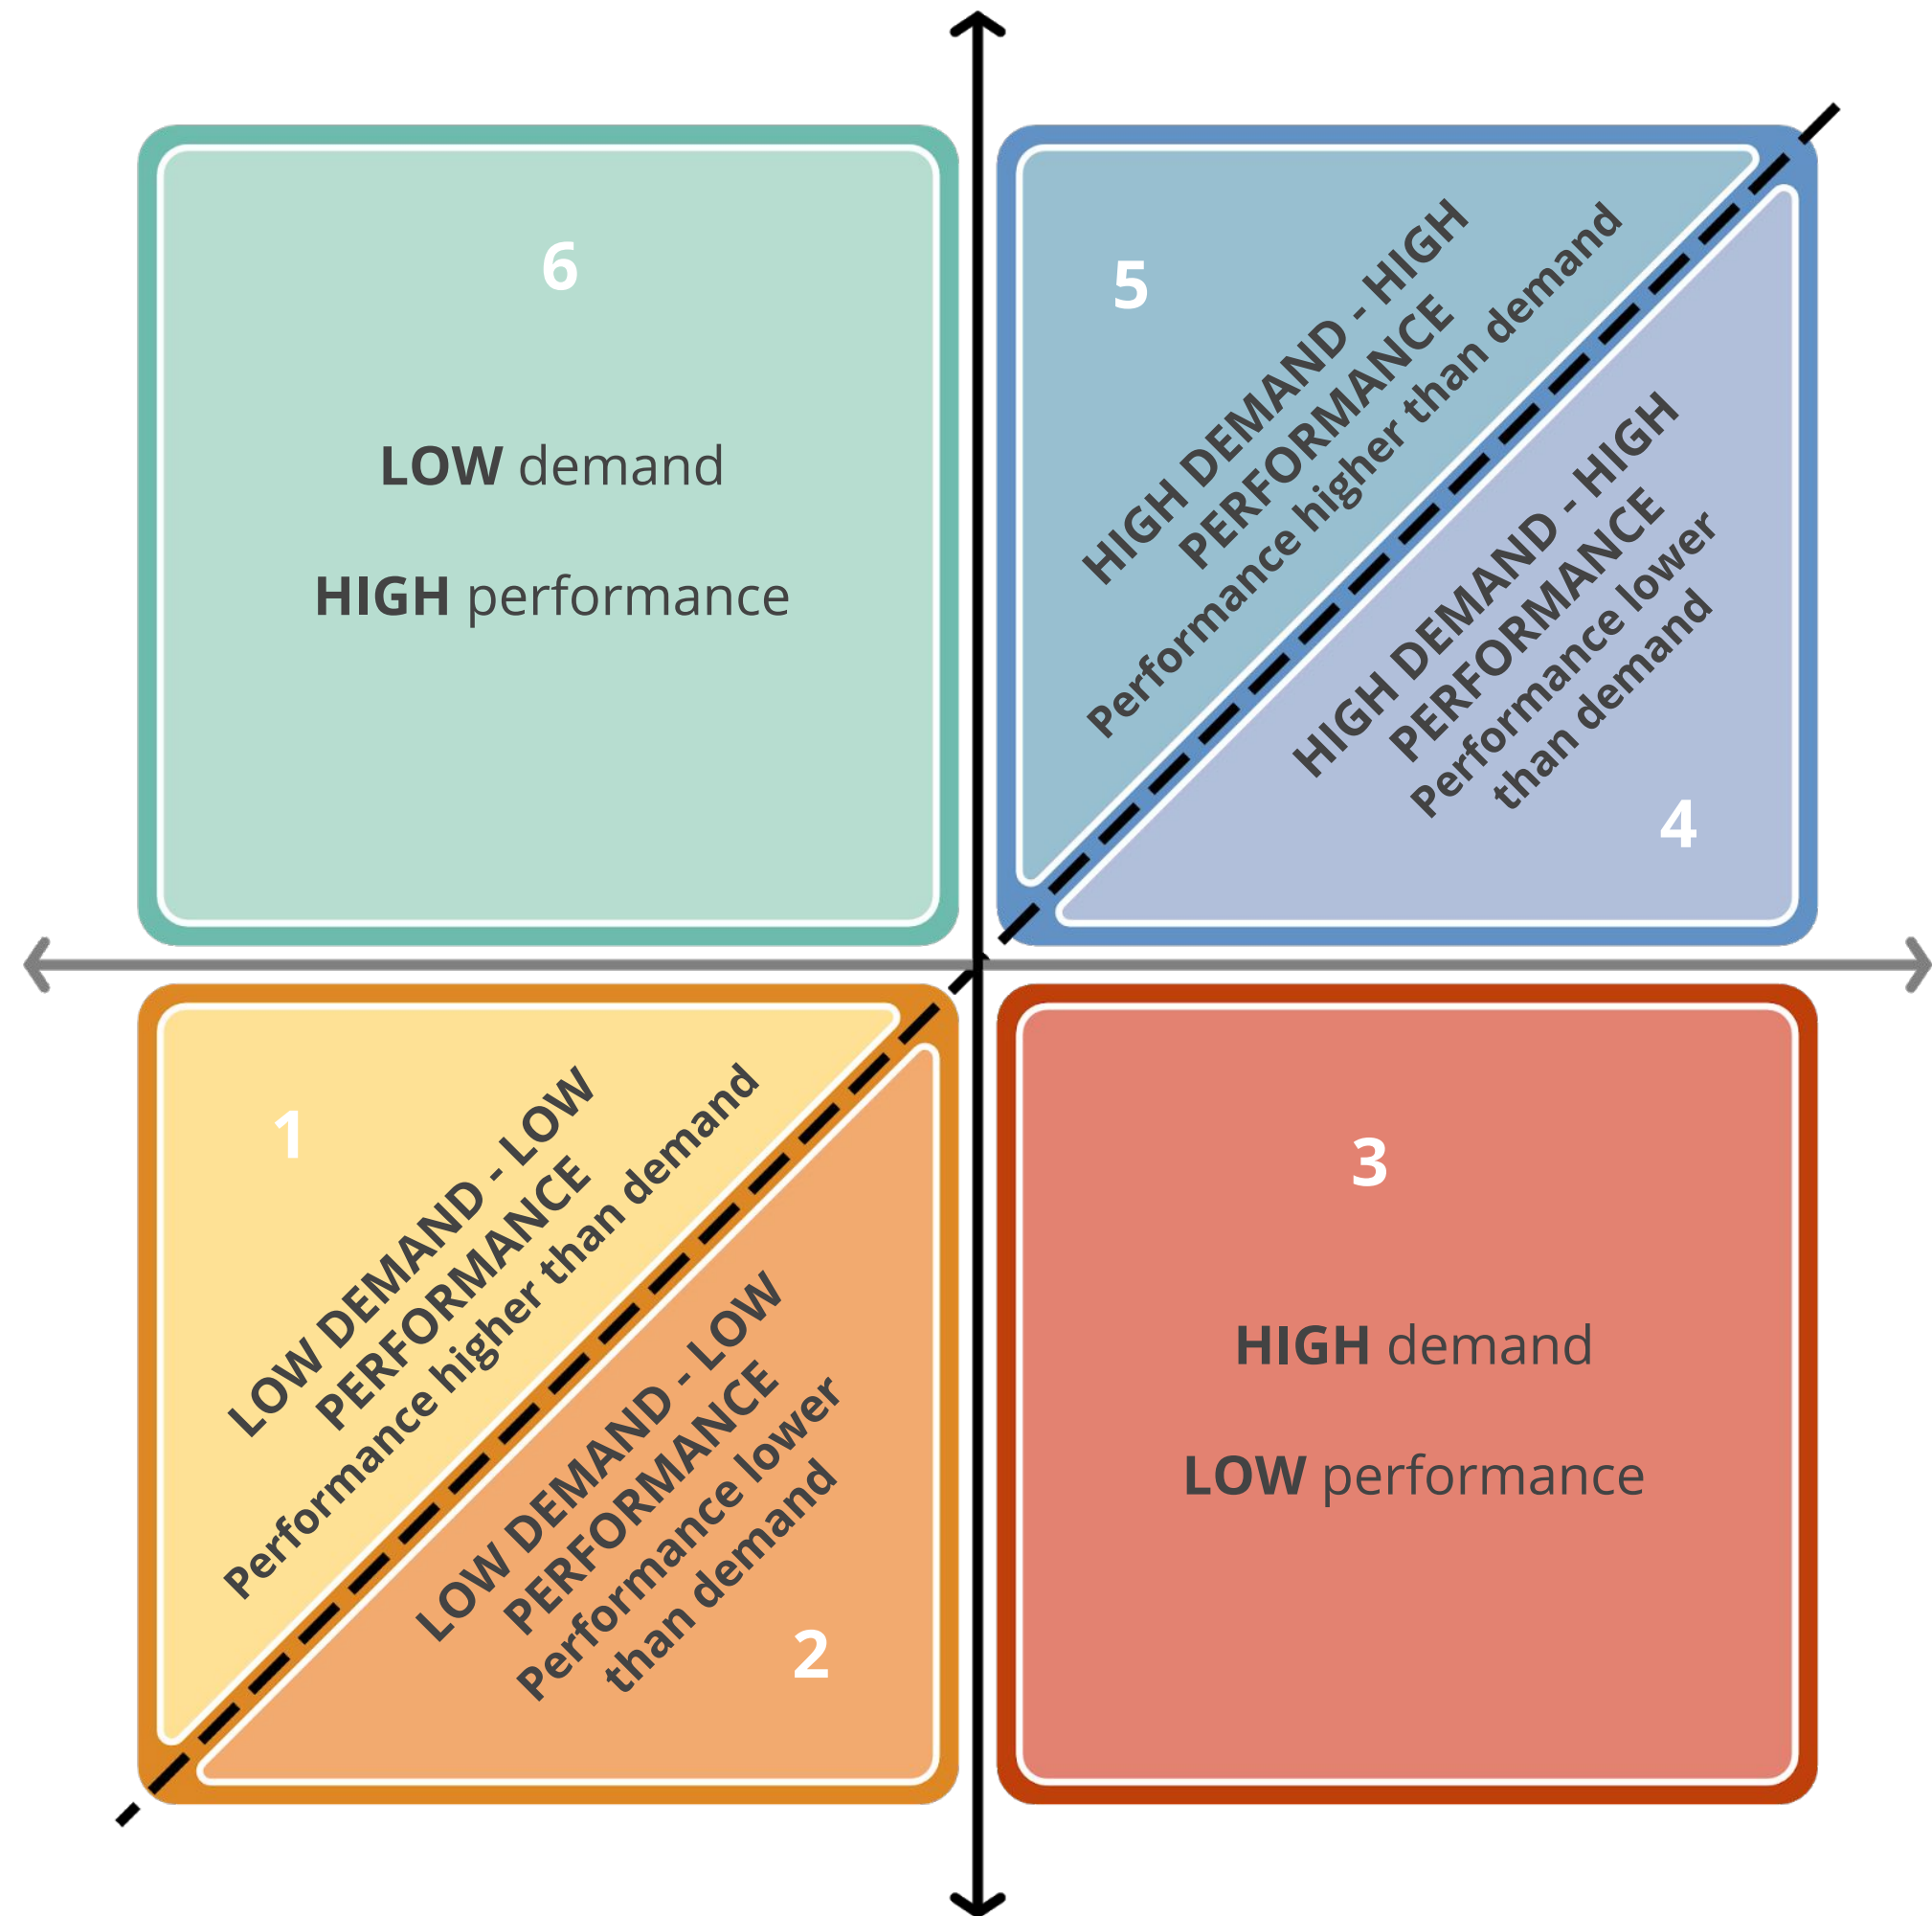 6
LOW demand
HIGH performance
5
HIGH DEMAND - HIGH
PERFORMANCE
Performance higher than demand
HIGH DEMAND - HIGH
PERFORMANCE
Performance lower
than demand
4
1
LOW DEMAND - LOW
PERFORMANCE
Performance higher than demand
LOW DEMAND - LOW
PERFORMANCE
Performance lower
than demand
2
3
HIGH demand
LOW performance